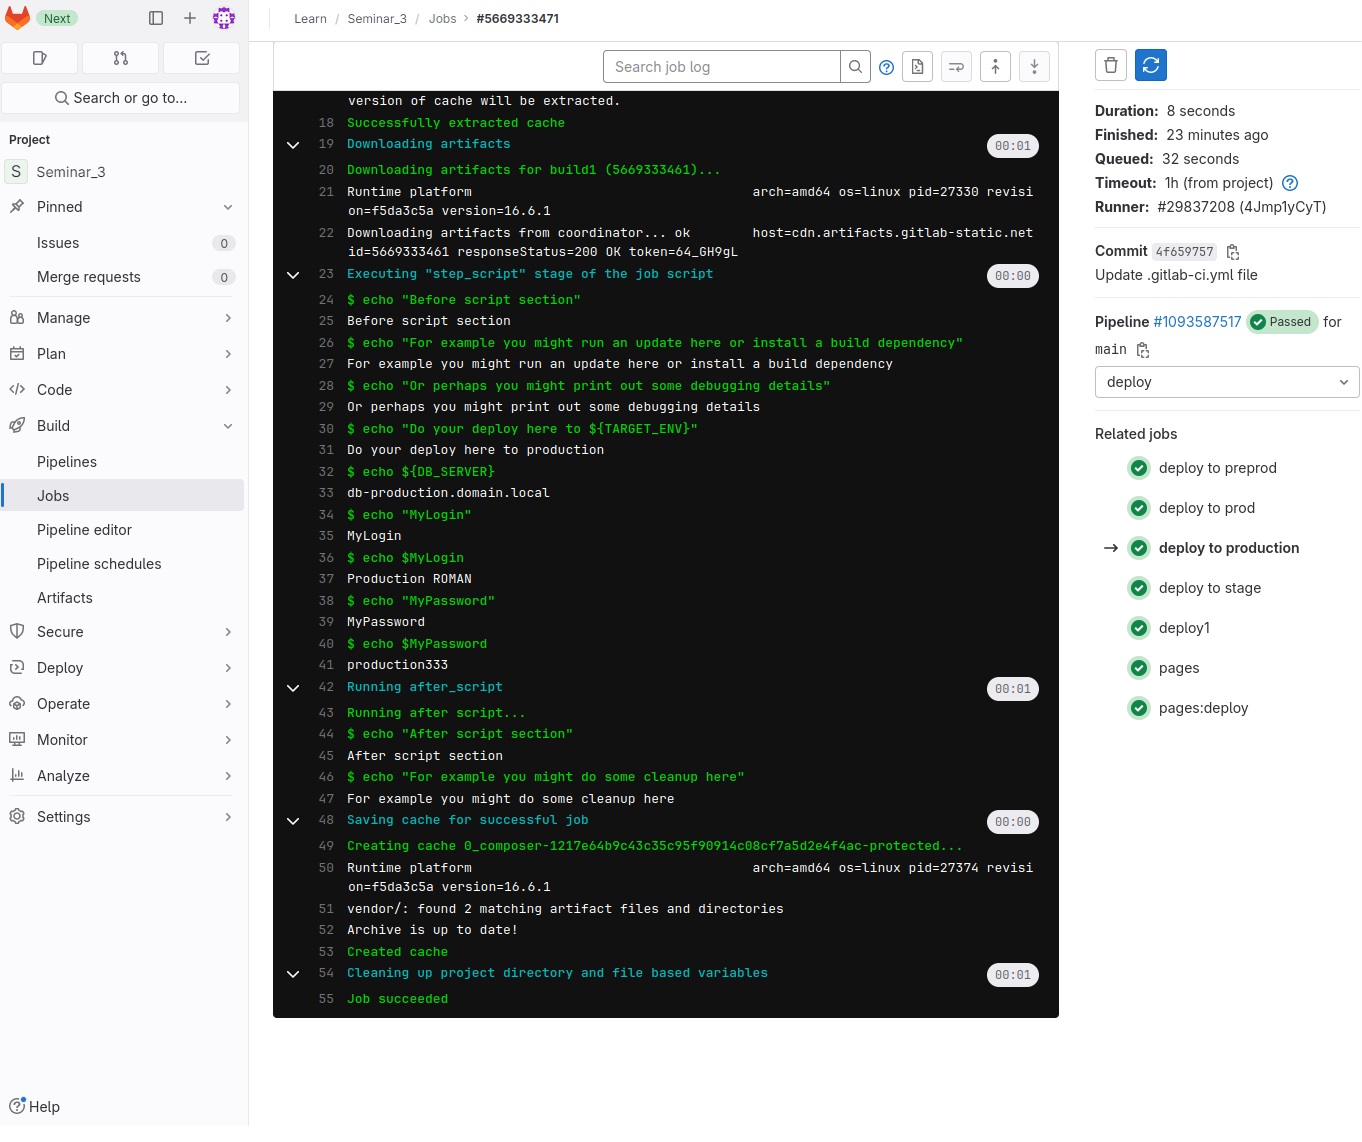 Next
Learn / Seminar_3 / Jobs > #5669333471
Search or go to...
Project
S Seminar_3
Pinned
Issues 0
Merge requests 0
Manage
Plan
Code
Build
Pipelines
Jobs
Pipeline editor
Pipeline schedules
Artifacts
Secure
Deploy
Operate
Monitor
Analyze
Settings
Help
Search job log
version of cache will be extracted.
18 Successfully extracted cache
19 Downloading artifacts 00:01
20 Downloading artifacts for build1 (5669333461)...
21 Runtime platform arch=amd64 os=linux pid=27330 revisi
on=f5da3c5a version=16.6.1
22 Downloading artifacts from coordinator... ok host=cdn.artifacts.gitlab-static.net
id=5669333461 responseStatus=200 OK token=64_GH9gL
23 Executing "step_script" stage of the job script 00:00
24 $ echo "Before script section"
25 Before script section
26 $ echo "For example you might run an update here or install a build dependency"
27 For example you might run an update here or install a build dependency
28 $ echo "Or perhaps you might print out some debugging details"
29 Or perhaps you might print out some debugging details
30 $ echo "Do your deploy here to ${TARGET_ENV}"
31 Do your deploy here to production
32 $ echo ${DB_SERVER}
33 db-production.domain.local
34 $ echo "MyLogin"
35 MyLogin
36 $ echo $MyLogin
37 Production ROMAN
38 $ echo "MyPassword"
39 MyPassword
40 $ echo $MyPassword
41 production333
42 Running after_script 00:01
43 Running after script...
44 $ echo "After script section"
45 After script section
46 $ echo "For example you might do some cleanup here"
47 For example you might do some cleanup here
48 Saving cache for successful job 00:00
49 Creating cache 0_composer-1217e64b9c43c35c95f90914c08cf7a5d2e4f4ac-protected...
50 Runtime platform arch=amd64 os=linux pid=27374 revisi
on=f5da3c5a version=16.6.1
51 vendor/: found 2 matching artifact files and directories
52 Archive is up to date!
53 Created cache
54 Cleaning up project directory and file based variables 00:01
55 Job succeeded
Duration: 8 seconds
Finished: 23 minutes ago
Queued: 32 seconds
Timeout: 1h (from project)
Runner: #29837208 (4Jmp1yCyT)
Commit 4f659757
Update .gitlab-ci.yml file
Pipeline #1093587517 Passed for
main
deploy
Related jobs
deploy to preprod
deploy to prod
→ deploy to production
deploy to stage
deploy1
pages
pages:deploy